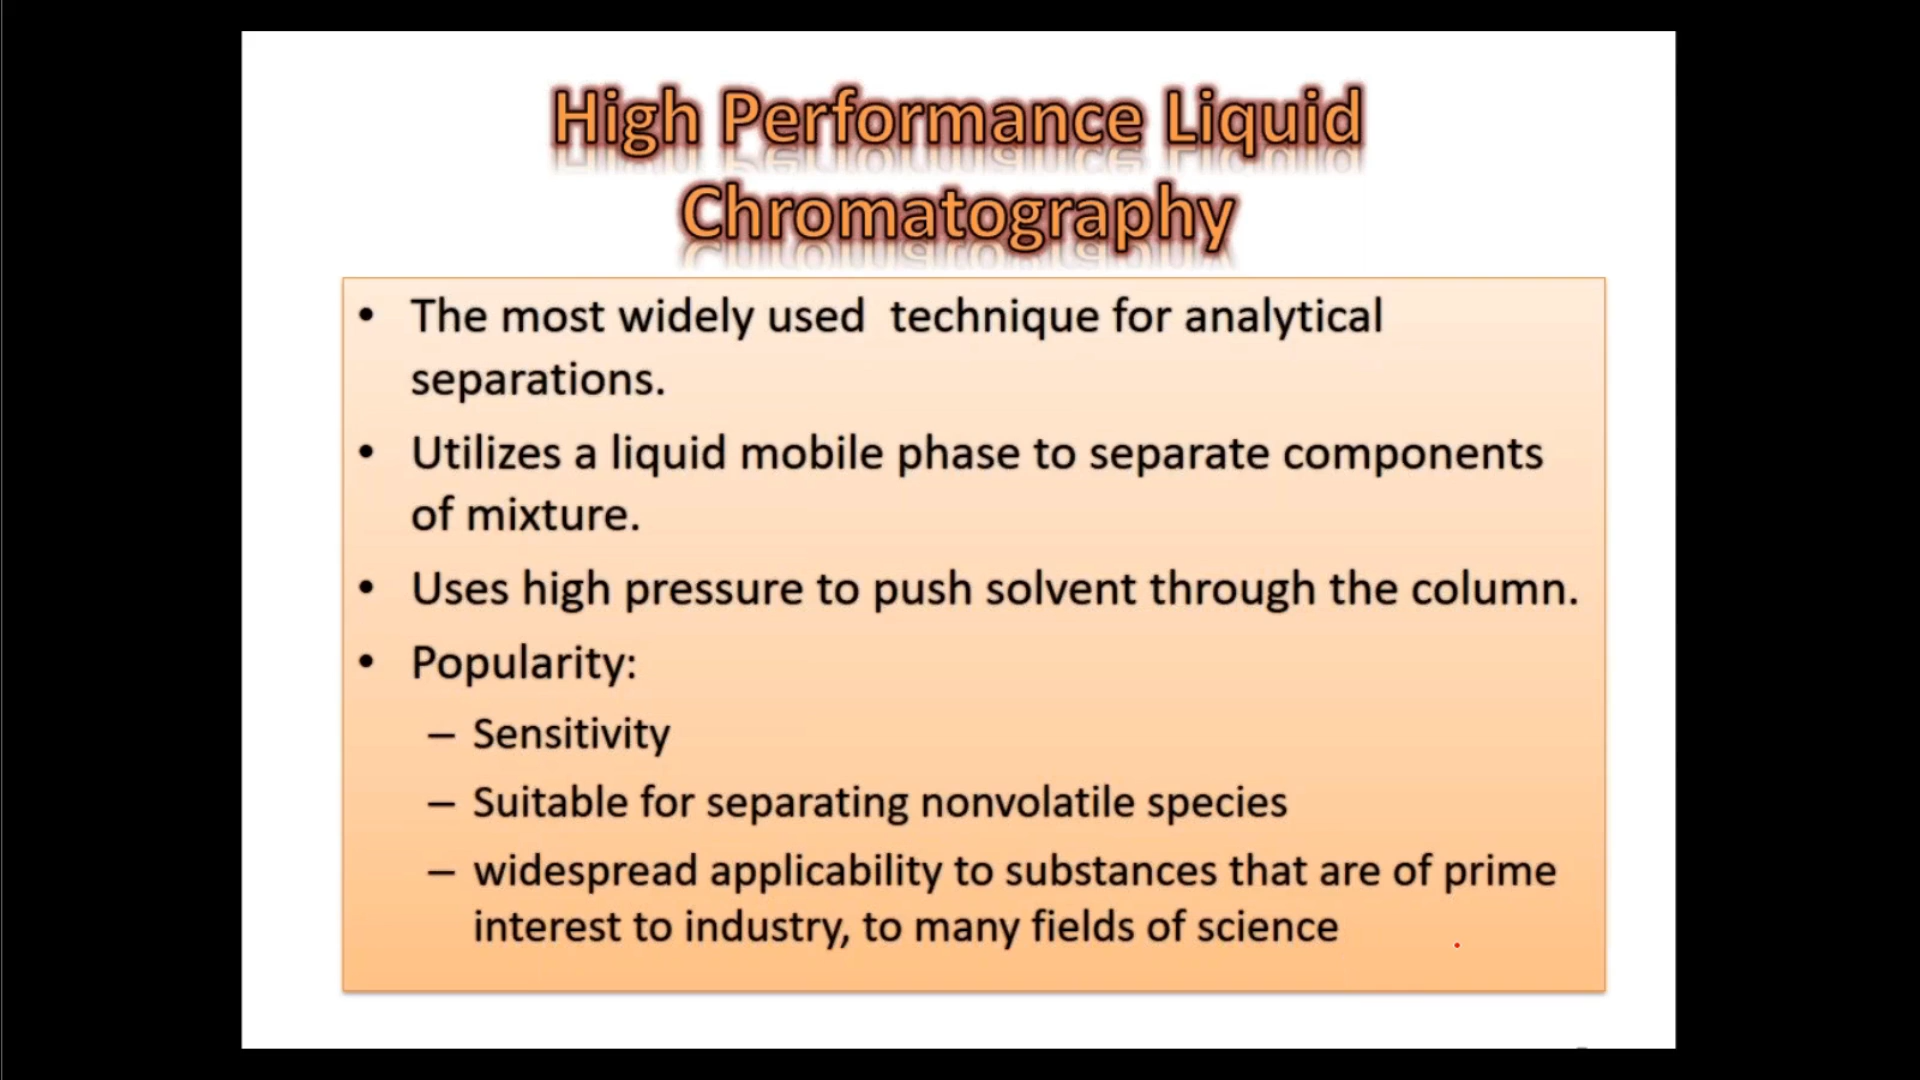 High Performance Liquid
Chromatography
• The most widely used  technique for analytical
separations.
• Utilizes a liquid mobile phase to separate components
of mixture.
• Uses high pressure to push solvent through the column.
• Popularity:
– Sensitivity
– Suitable for separating nonvolatile species
– widespread applicability to substances that are of prime
interest to industry, to many fields of science